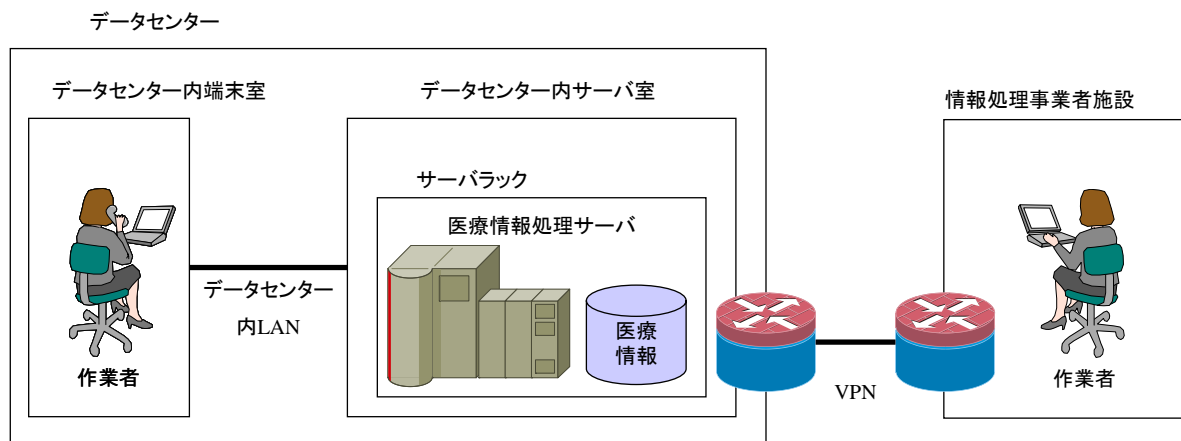 データセンター
データセンター内端末室
データセンター内サーバ室
情報処理事業者施設
サーバラック
医療情報処理サーバ
データセンター
内LAN
医療
情報
作業者
VPN
作業者